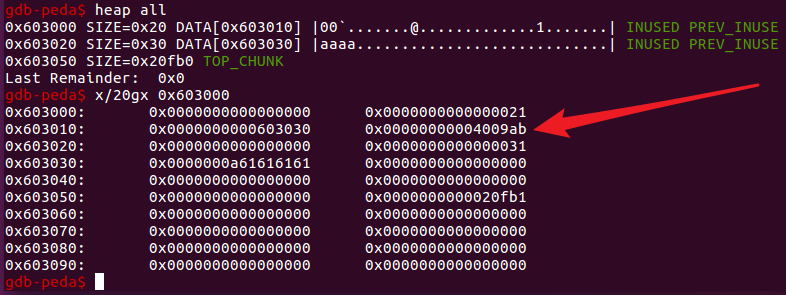 gdb-peda$ heap all
0x603000 SIZE=0x20 DATA[0x603010] |00`.......@.............1.......| INUSED PREV_INUSE
0x603020 SIZE=0x30 DATA[0x603030] |aaaa............................| INUSED PREV_INUSE
0x603050 SIZE=0x20fb0 TOP_CHUNK
Last Remainder:  0x0
gdb-peda$ x/20gx 0x603000
0x603000:	0x0000000000000000	0x0000000000000021
0x603010:	0x0000000000603030	0x00000000004009ab
0x603020:	0x0000000000000000	0x0000000000000031
0x603030:	0x0000000a61616161	0x0000000000000000
0x603040:	0x0000000000000000	0x0000000000000000
0x603050:	0x0000000000000000	0x0000000000020fb1
0x603060:	0x0000000000000000	0x0000000000000000
0x603070:	0x0000000000000000	0x0000000000000000
0x603080:	0x0000000000000000	0x0000000000000000
0x603090:	0x0000000000000000	0x0000000000000000
gdb-peda$